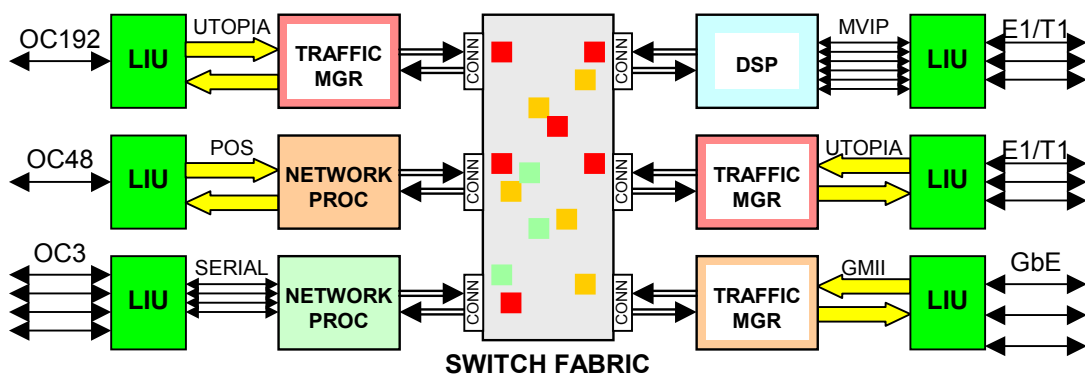 OC192
LIU
UTOPIA
TRAFFIC
MGR
CONN
CONN
DSP
MVIP
LIU
E1/T1
OC48
LIU
POS
NETWORK
PROC
CONN
CONN
TRAFFIC
MGR
UTOPIA
LIU
E1/T1
OC3
LIU
SERIAL
NETWORK
PROC
CONN
CONN
TRAFFIC
MGR
GMII
LIU
GbE
SWITCH FABRIC